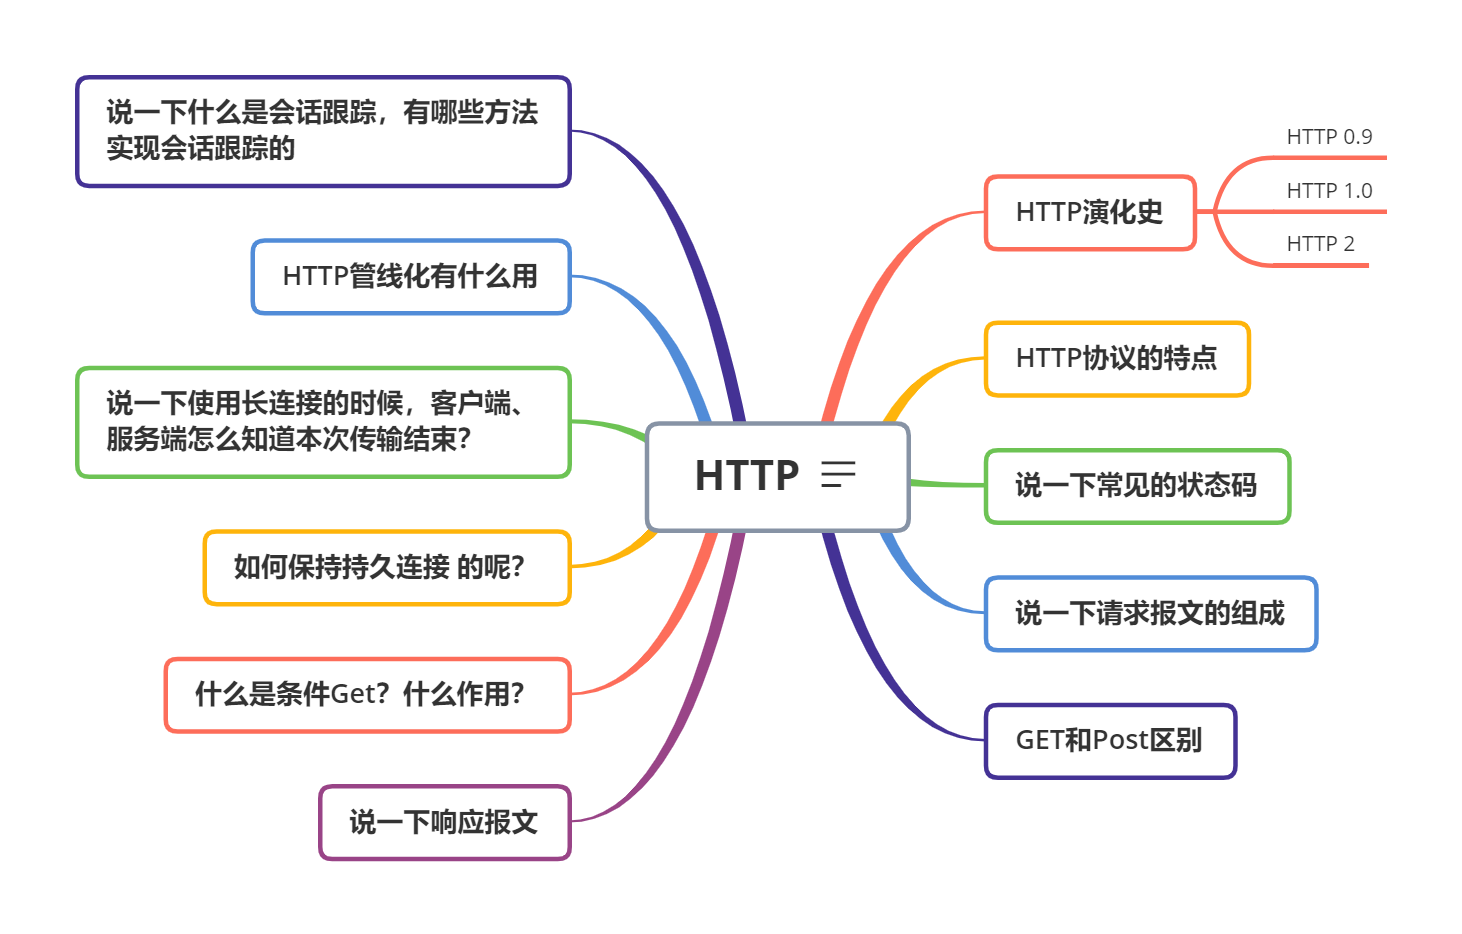 说一下什么是会话跟踪，有哪些方法
实现会话跟踪的
HTTP管线化有什么用
说一下使用长连接的时候，客户端、
服务端怎么知道本次传输结束?
如何保持持久连接 的呢?
什么是条件Get? 什么作用?
说一下响应报文
HTTP
HTTP演化史
HTTP 0.9
HTTP 1.0
HTTP 2
HTTP协议的特点
说一下常见的状态码
说一下请求报文的组成
GET和Post区别